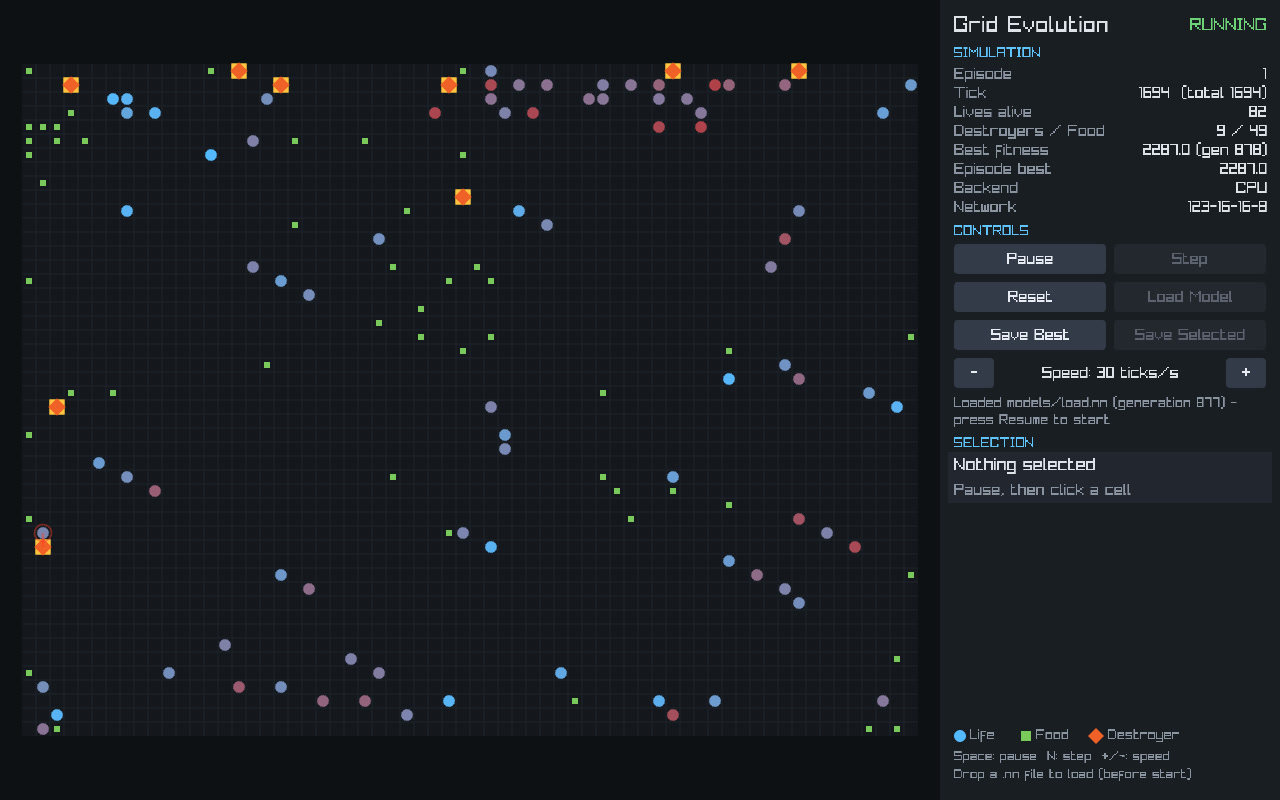 Grid Evolution RUNNING
SIMULATION
Episode 1
Tick 1694 (total 1694)
Lives alive 82
Destroyers / Food 9 / 49
Best fitness 2287.0 (gen 878)
Episode best 2287.0
Backend CPU
Network 123-16-16-8
CONTROLS
Pause Step
Reset Load Model
Save Best Save Selected
- Speed: 30 ticks/s +
Loaded models/load.nn (generation 877) -
press Resume to start
SELECTION
Nothing selected
Pause, then click a cell
Life Food Destroyer
Space: pause N: step +/-: speed
Drop a .nn file to load (before start)